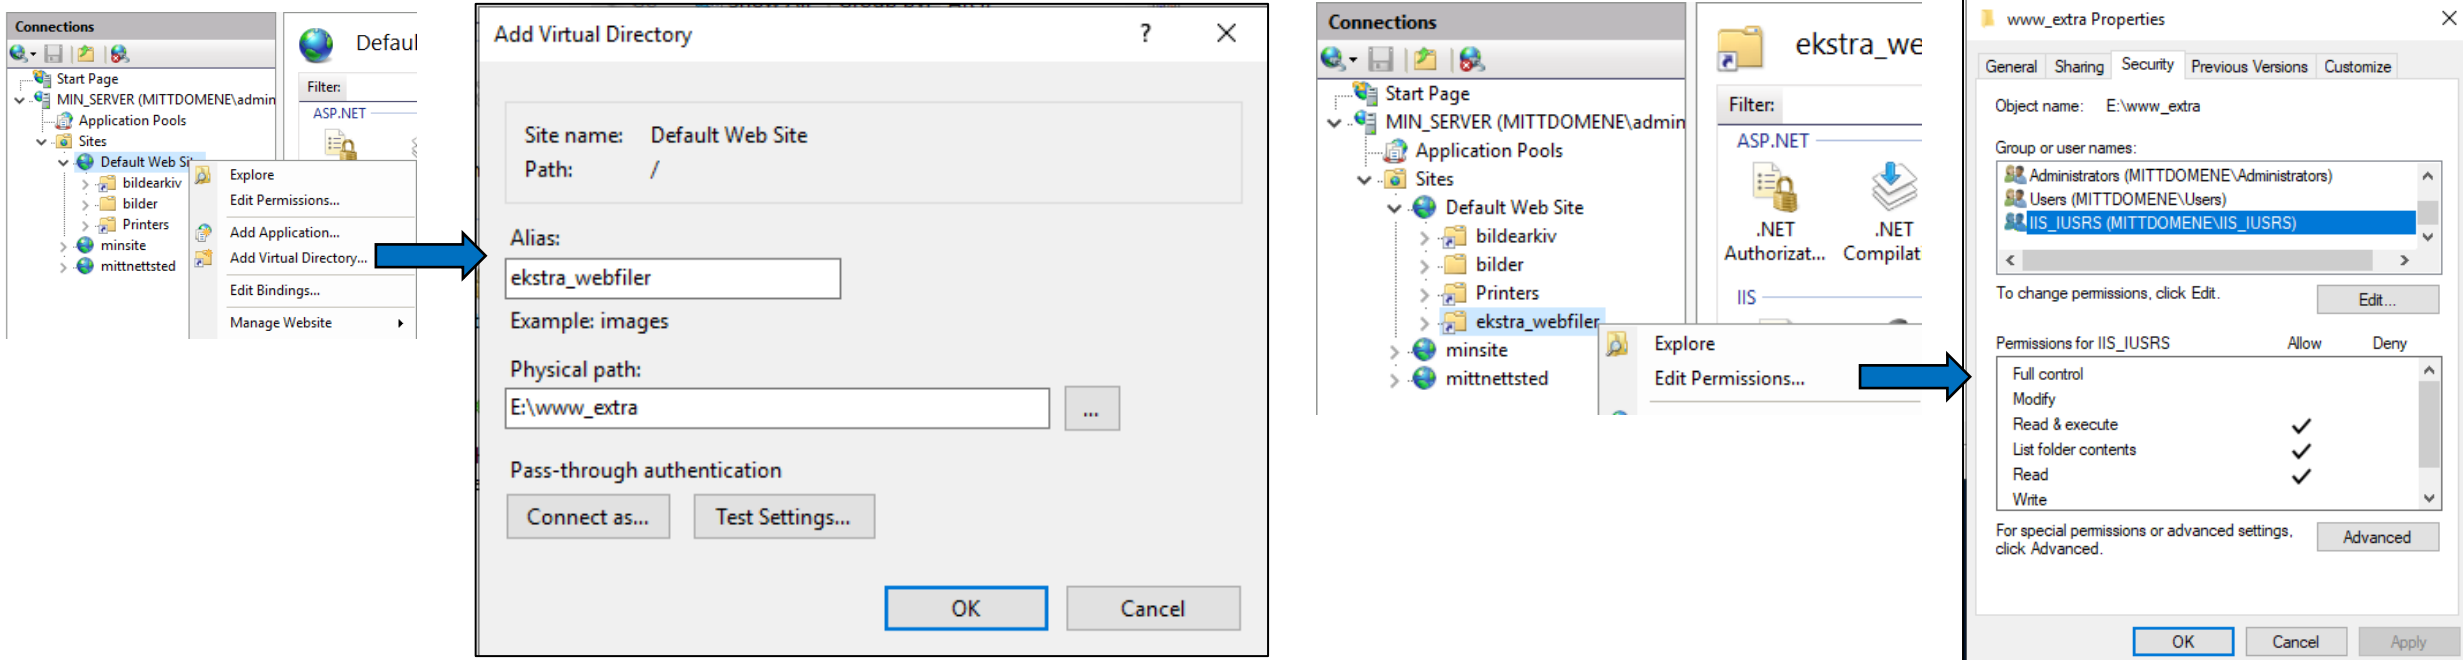 Connections
Start Page
MIN_SERVER (MITTDOMENE\admin
Application Pools
Sites
Default Web Si
bildearkiv
bilder
Printers
minsite
mittnettsted
Defaul
Filter:
ASP.NET
Explore
Edit Permissions...
Add Application...
Add Virtual Directory...
Edit Bindings...
Manage Website
Add Virtual Directory
?
Site name: Default Web Site
Path: /
Alias:
ekstra_webfiler
Example: images
Physical path:
E:\www_extra
...
Pass-through authentication
Connect as...
Test Settings...
OK
Cancel
Connections
Start Page
MIN_SERVER (MITTDOMENE\admin
Application Pools
Sites
Default Web Site
bildearkiv
bilder
Printers
ekstra_webfiler
minsite
mittnettsted
ekstra_we
Filter:
ASP.NET
.NET
Authorizat...
.NET
Compilat
IIS
Explore
Edit Permissions...
www_extra Properties
General
Sharing
Security
Previous Versions
Customize
Object name: E:\www_extra
Group or user names:
Administrators (MITTDOMENE\Administrators)
Users (MITTDOMENE\Users)
IIS_IUSRS (MITTDOMENE\IIS_IUSRS)
To change permissions, click Edit.
Edit...
Permissions for IIS_IUSRS Allow Deny
Full control
Modify
Read & execute
List folder contents
Read
Write
For special permissions or advanced settings,
click Advanced.
Advanced
OK
Cancel
Apply